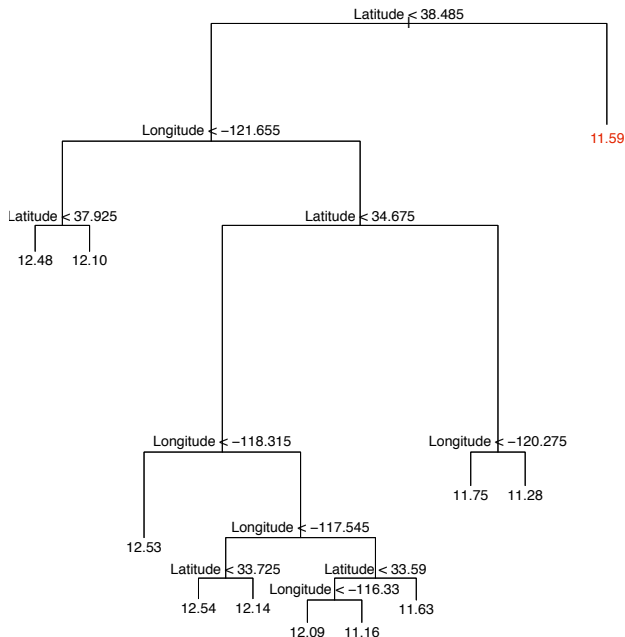 Latitude < 38.485
Longitude < −121.655
11.59
Latitude < 37.925
Latitude < 34.675
12.48 12.10
Longitude < −118.315
Longitude < −120.275
11.75 11.28
Longitude < −117.545
12.53
Latitude < 33.725
Latitude < 33.59
Longitude < −116.33
12.54 12.14
11.63
12.09 11.16